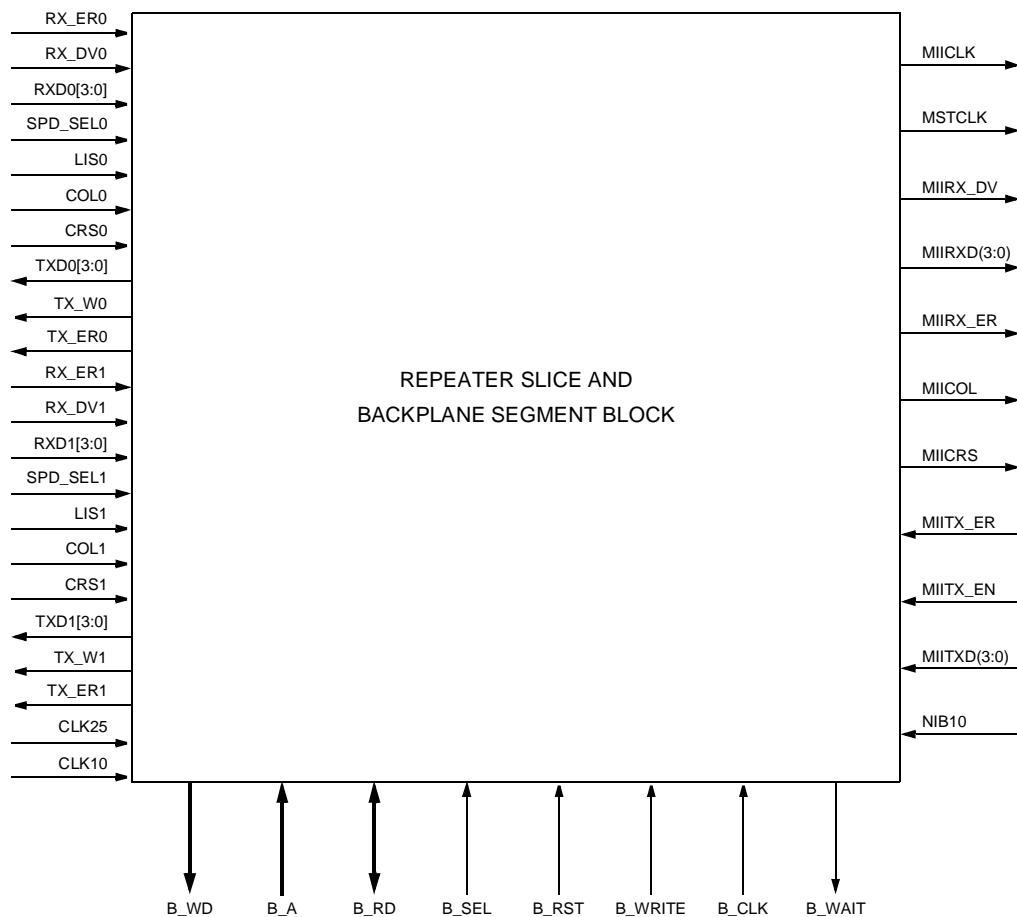 RX_ER0
RX_DV0
RXD0[3:0]
SPD_SEL0
LIS0
COL0
CRS0
TXD0[3:0]
TX_W0
TX_ER0
RX_ER1
RX_DV1
RXD1[3:0]
SPD_SEL1
LIS1
COL1
CRS1
TXD1[3:0]
TX_W1
TX_ER1
CLK25
CLK10
REPEATER SLICE AND
BACKPLANE SEGMENT BLOCK
MIICLK
MSTCLK
MIIRX_DV
MIIRXD(3:0)
MIIRX_ER
MIICOL
MIICRS
MIITX_ER
MIITX_EN
MIITXD(3:0)
NIB10
B_WD B_A B_RD B_SEL B_RST B_WRITE B_CLK B_WAIT